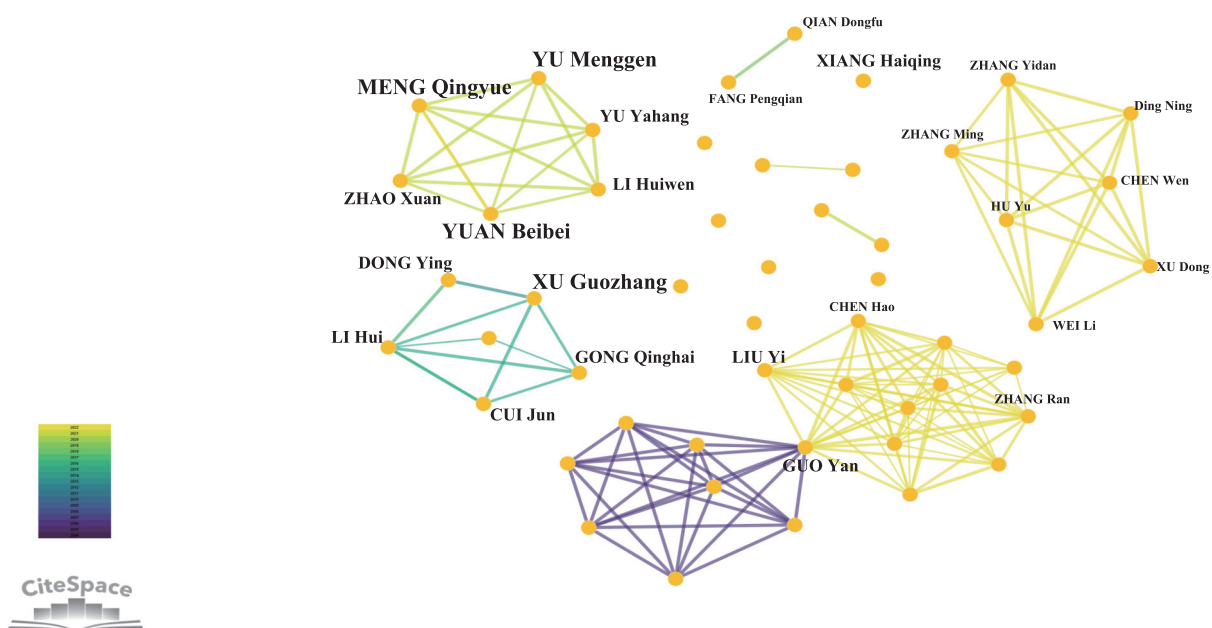 QIAN Dongfu
YU Menggen
XIANG Haiqing
ZHANG Yidan
MENG Qingyue
FANG Pengqian
Ding Ning
YU Yahang
ZHANG Ming
CHEN Wen
LI Huiwen
ZHAO Xuan
HU Yu
YUAN Beibei
DONG Ying
XU Dong
XU Guozhang
CHEN Hao
WEI Li
LI Hui
GONG Qinghai
LIU Yi
ZHANG Ran
CUI Jun
GUO Yan
CiteSpace